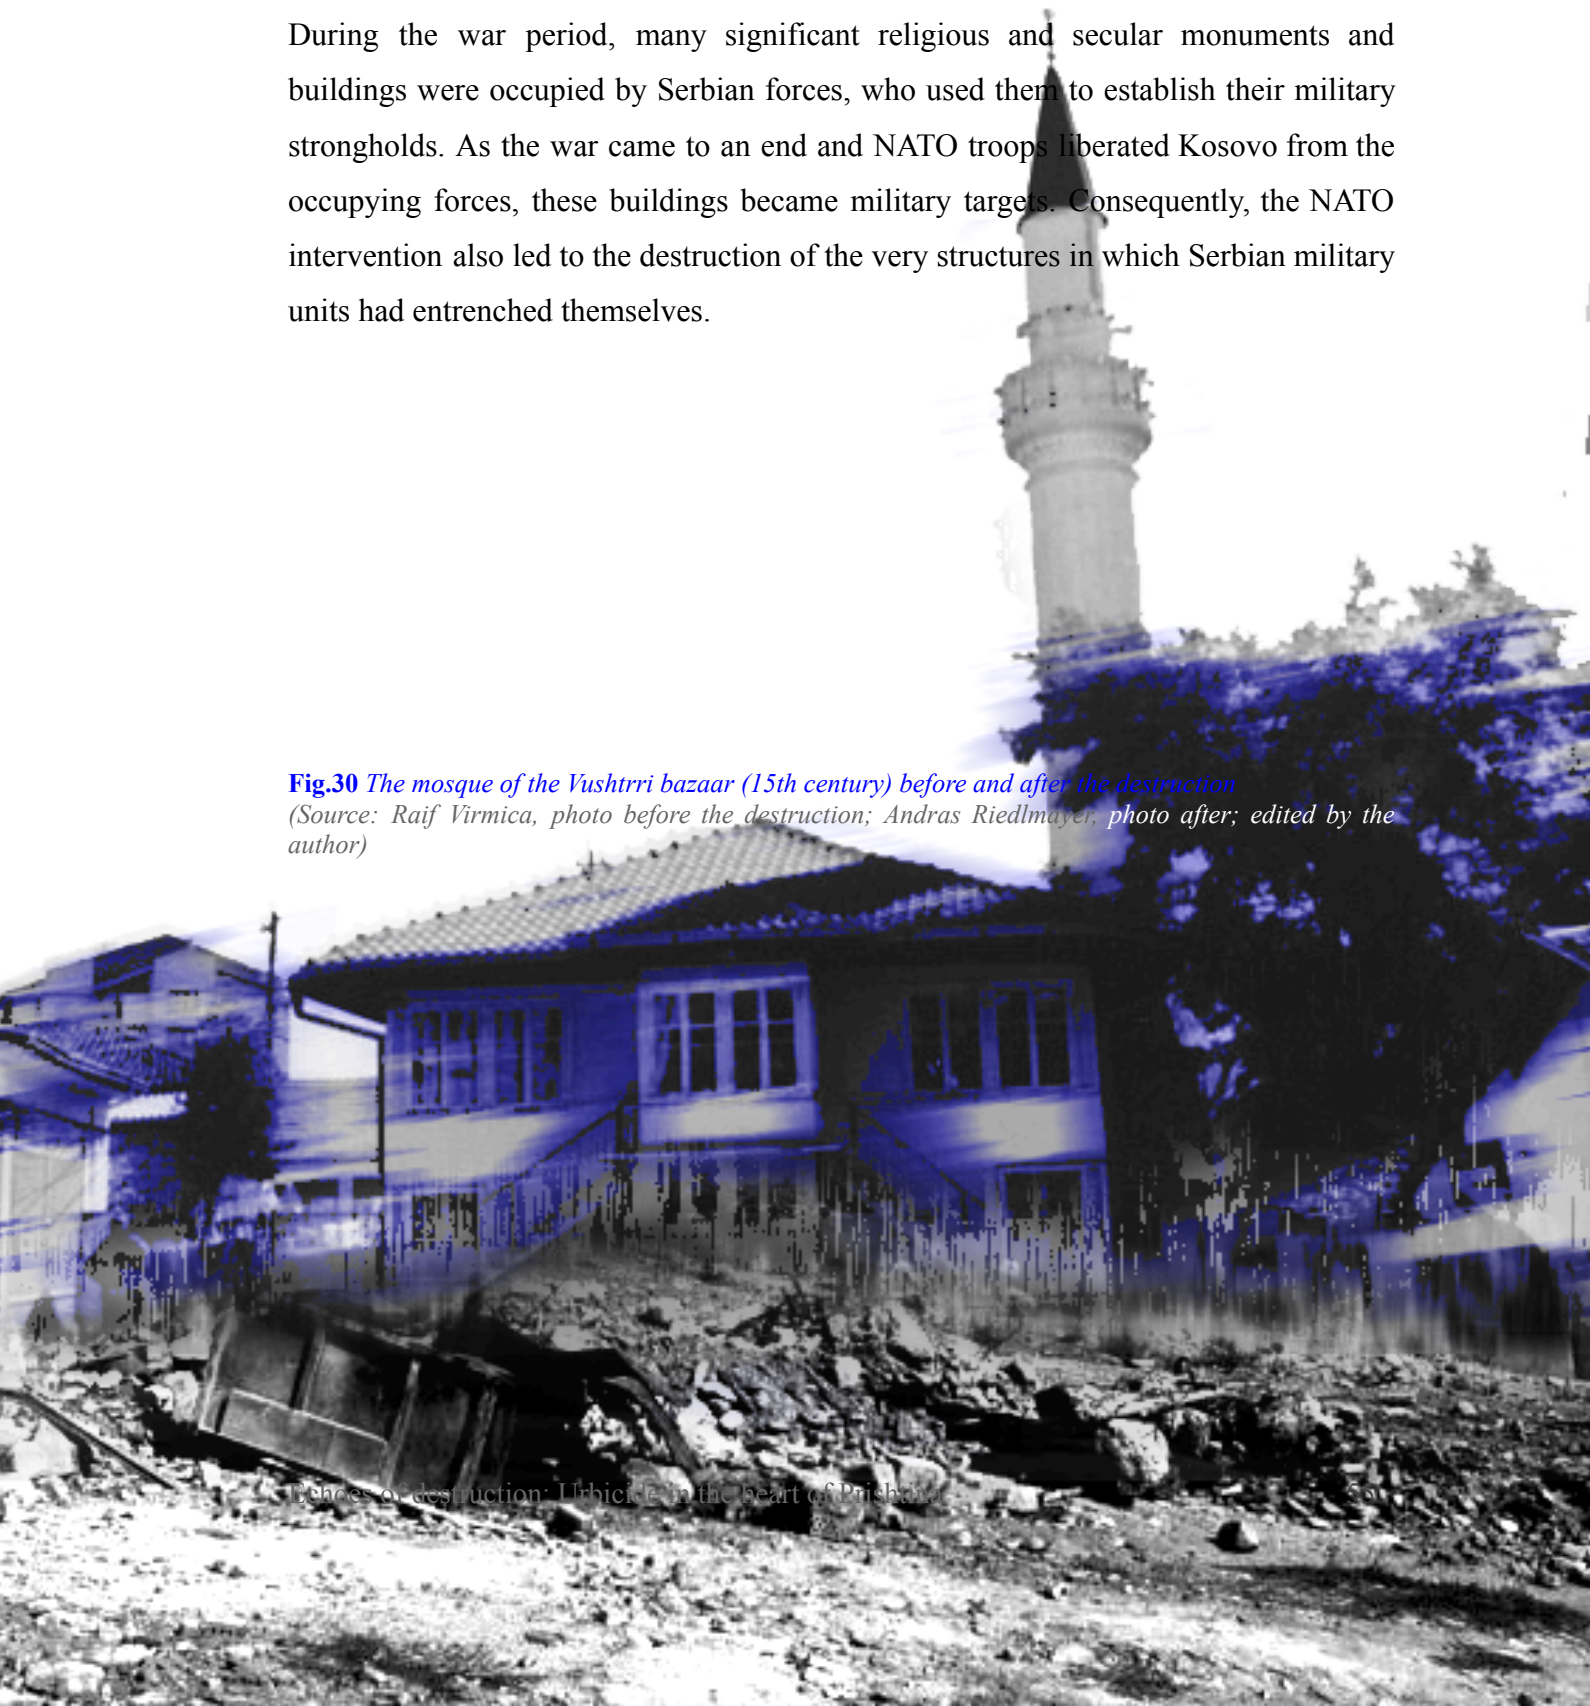 During the war period, many significant religious and secular monuments and
buildings were occupied by Serbian forces, who used them to establish their military
strongholds. As the war came to an end and NATO troops liberated Kosovo from the
occupying forces, these buildings became military targets. Consequently, the NATO
intervention also led to the destruction of the very structures in which Serbian military
units had entrenched themselves.
Fig.30 The mosque of the Vushtrri bazaar (15th century) before and after the destruction
(Source: Raif Virmica, photo before the destruction; Andras Riedlmayer, photo after; edited by the
author)
Echoes of destruction: Urbicide in the heart of Prishtina